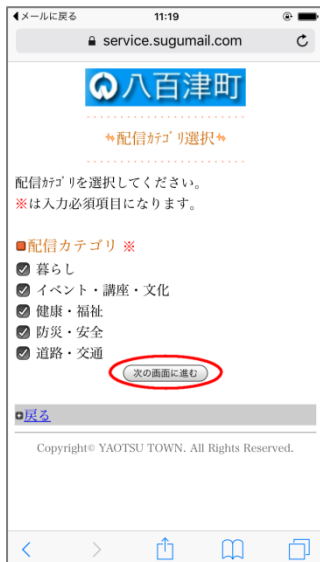 メールに戻る 11:19
service.sugumail.com
八百津町
配信ｶﾃｺﾞﾘ選択
配信ｶﾃｺﾞﾘを選択してください。
※は入力必須項目になります。
配信カテゴリ ※
暮らし
イベント・講座・文化
健康・福祉
防災・安全
道路・交通
次の画面に進む
戻る
Copyright© YAOTSU TOWN. All Rights Reserved.